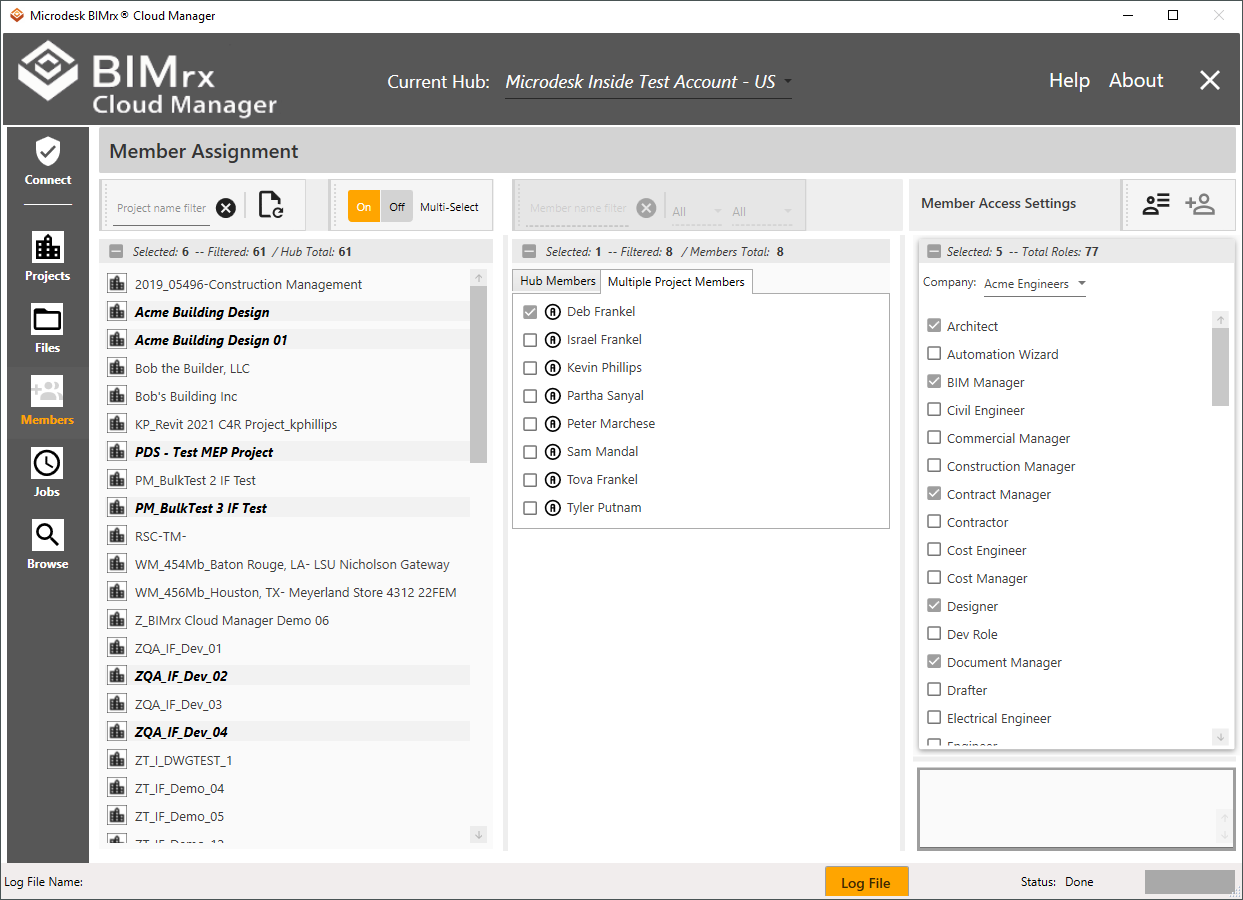 Microdesk BIMrx® Cloud Manager
BIMrx
Cloud Manager
Current Hub: Microdesk Inside Test Account - US
Help About
Connect
Projects
Files
Members
Jobs
Browse
Member Assignment
Project name filter
On Off Multi-Select
Member name filter All All
Member Access Settings
Selected: 6 -- Filtered: 61 / Hub Total: 61
2019_05496-Construction Management
Acme Building Design
Acme Building Design 01
Bob the Builder, LLC
Bob's Building Inc
KP_Revit 2021 C4R Project_kphillips
PDS - Test MEP Project
PM_BulkTest 2 IF Test
PM_BulkTest 3 IF Test
RSC-TM-
WM_454Mb_Baton Rouge, LA- LSU Nicholson Gateway
WM_456Mb_Houston, TX- Meyerland Store 4312 22FEM
Z_BIMrx Cloud Manager Demo 06
ZQA_IF_Dev_01
ZQA_IF_Dev_02
ZQA_IF_Dev_03
ZQA_IF_Dev_04
ZT_I_DWGTEST_1
ZT_IF_Demo_04
ZT_IF_Demo_05
Selected: 1 -- Filtered: 8 / Members Total: 8
Hub Members Multiple Project Members
Deb Frankel
Israel Frankel
Kevin Phillips
Partha Sanyal
Peter Marchese
Sam Mandal
Tova Frankel
Tyler Putnam
Selected: 5 -- Total Roles: 77
Company: Acme Engineers
Architect
Automation Wizard
BIM Manager
Civil Engineer
Commercial Manager
Construction Manager
Contract Manager
Contractor
Cost Engineer
Cost Manager
Designer
Dev Role
Document Manager
Drafter
Electrical Engineer
Engineer
Log File Name:
Log File
Status: Done